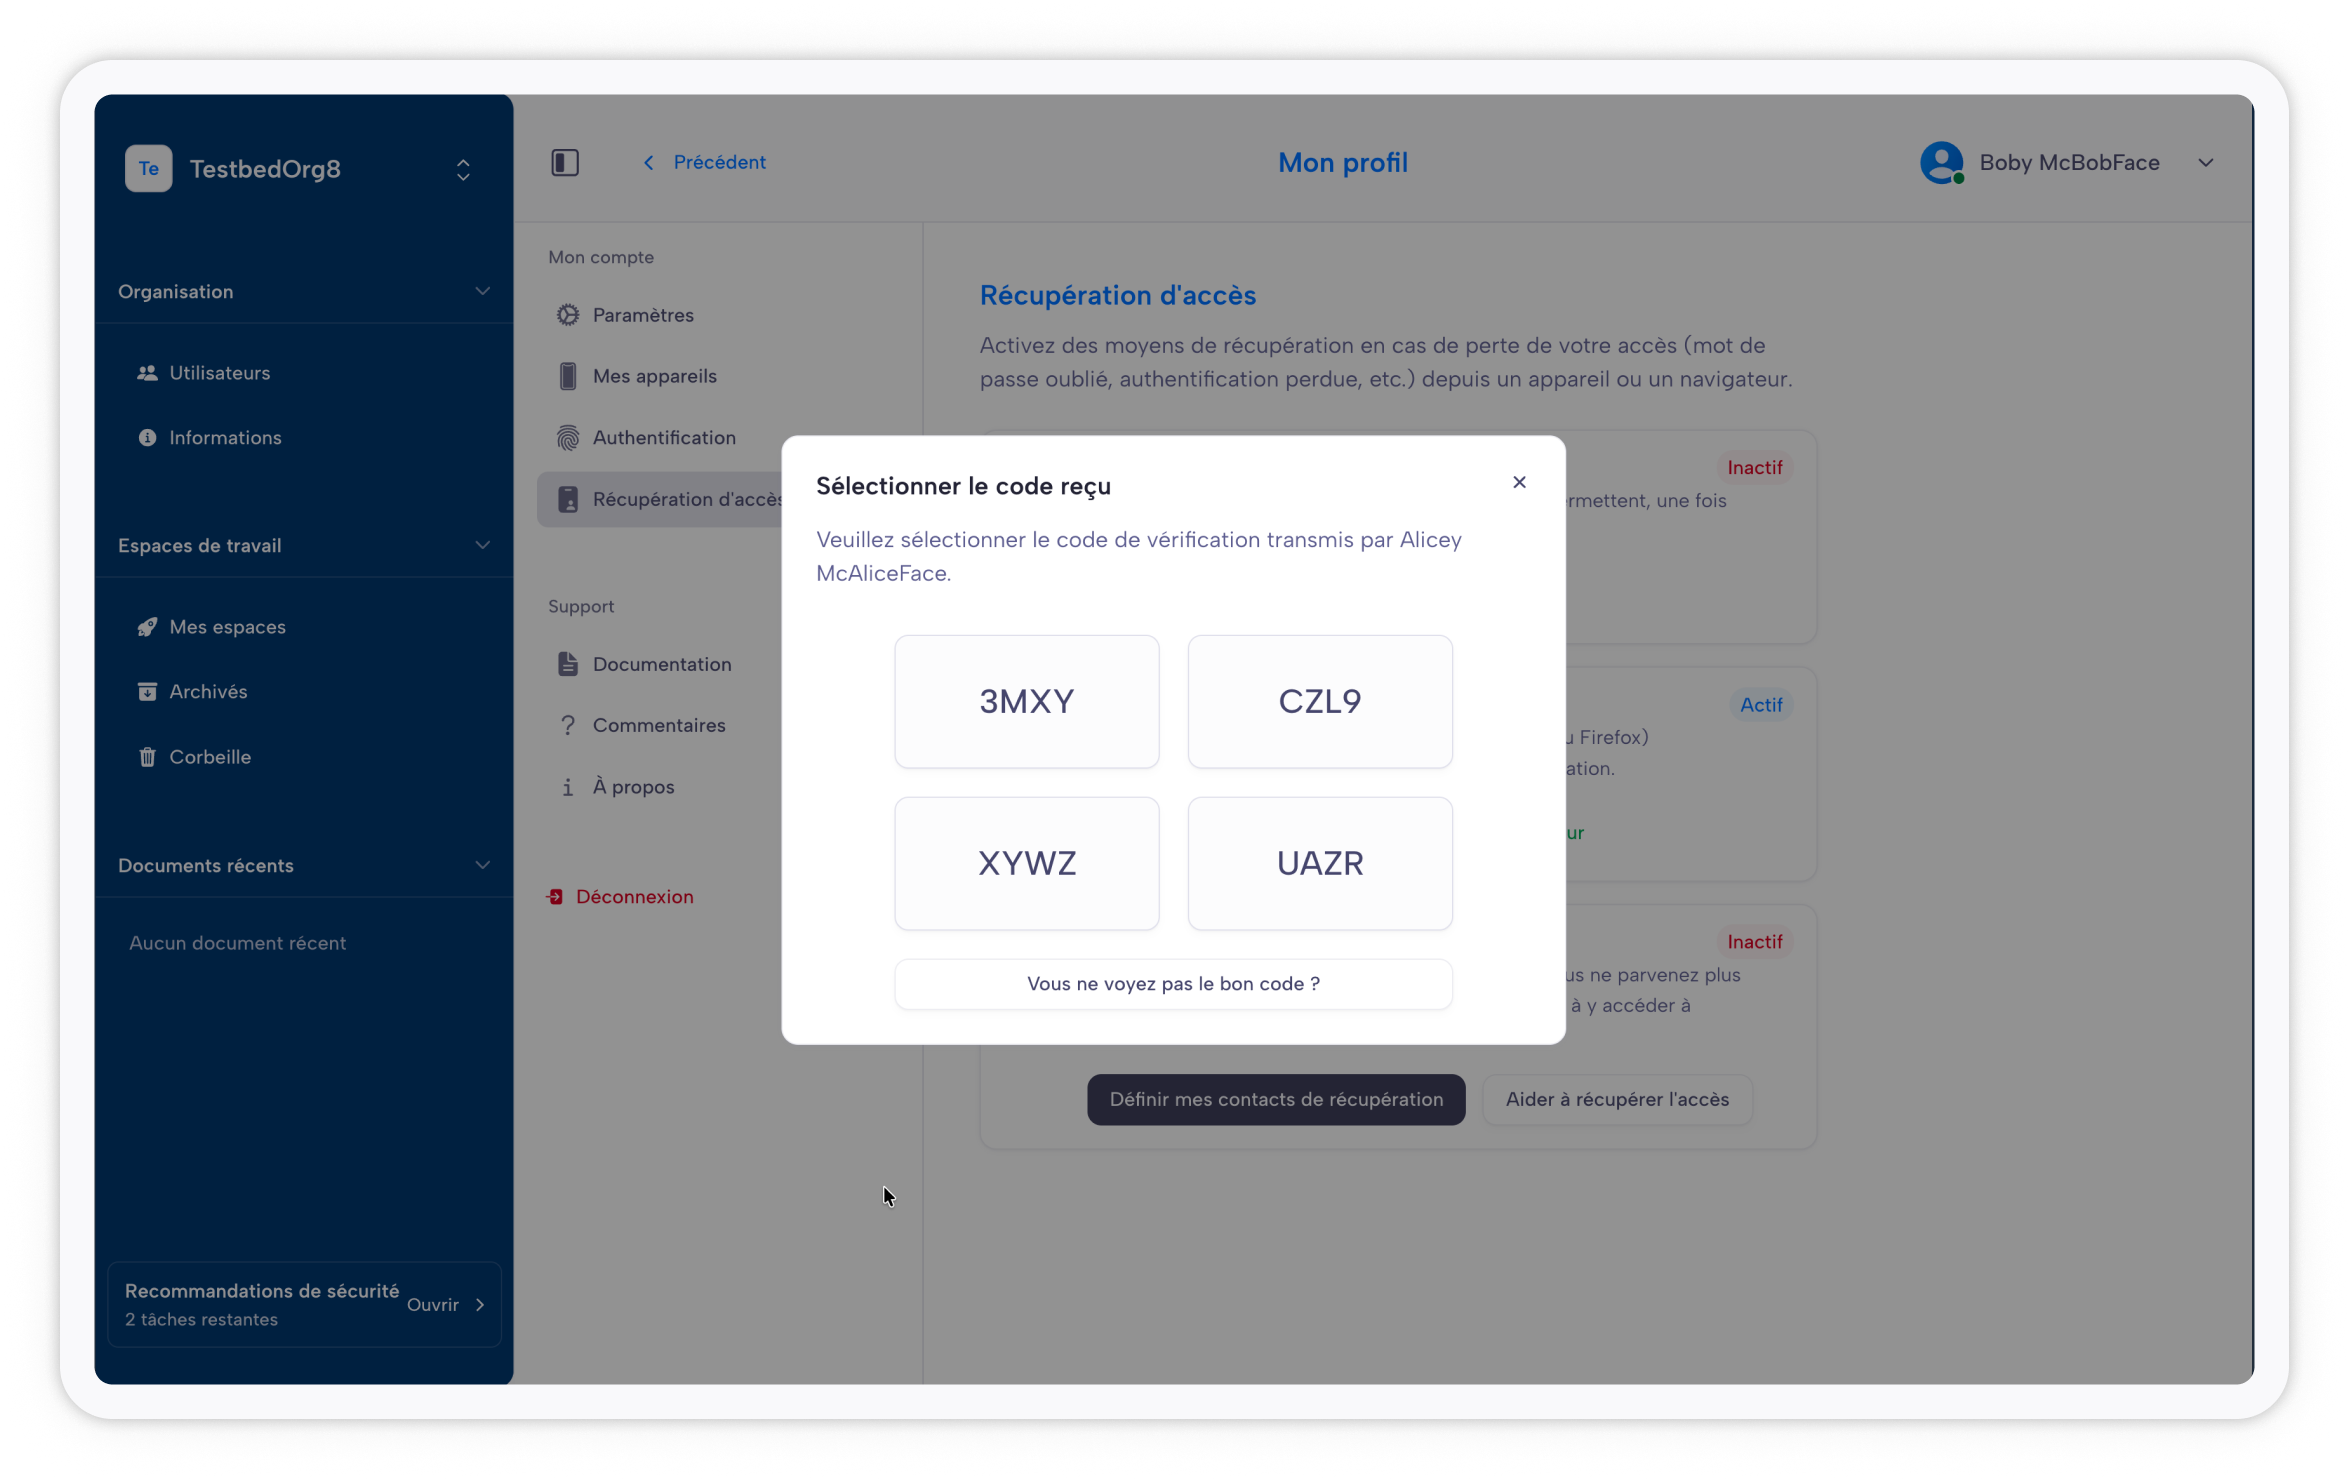 Te
TestbedOrg8
Organisation
Utilisateurs
Informations
Espaces de travail
Mes espaces
Archivés
Corbeille
Documents récents
Aucun document récent
Recommandations de sécurité
2 tâches restantes
Ouvrir
Précédent
Mon profil
Boby McBobFace
Mon compte
Paramètres
Mes appareils
Authentification
Récupération d'accès
Support
Documentation
? Commentaires
À propos
Déconnexion
Récupération d'accès
Activez des moyens de récupération en cas de perte de votre accès (mot de
passe oublié, authentification perdue, etc.) depuis un appareil ou un navigateur.
Inactif
une fois
Actif
Firefox)
Inactif
us ne parvenez plus
à y accéder à
Définir mes contacts de récupération
Aider à récupérer l'accès
Sélectionner le code reçu
Veuillez sélectionner le code de vérification transmis par Alicey
McAliceFace.
3MXY
CZL9
XYWZ
UAZR
Vous ne voyez pas le bon code ?